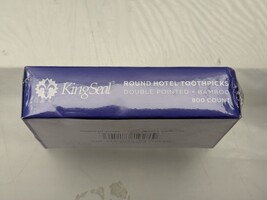 KingSeal
ROUND HOTEL TOOTHPICKS
DOUBLE POINTED • BAMBOO
800 COUNT